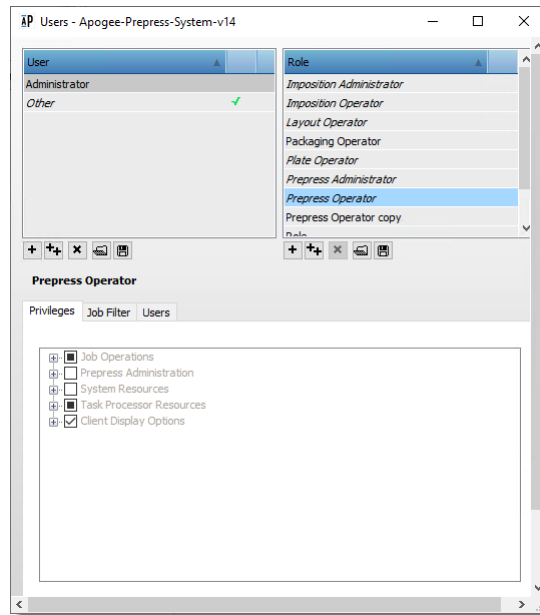 AP Users - Apogee-Prepress-System-v14
User
Administrator
Other
Role
Imposition Administrator
Imposition Operator
Layout Operator
Packaging Operator
Plate Operator
Prepress Administrator
Prepress Operator
Prepress Operator copy
Role
Prepress Operator
Privileges Job Filter Users
Job Operations
Prepress Administration
System Resources
Task Processor Resources
Client Display Options